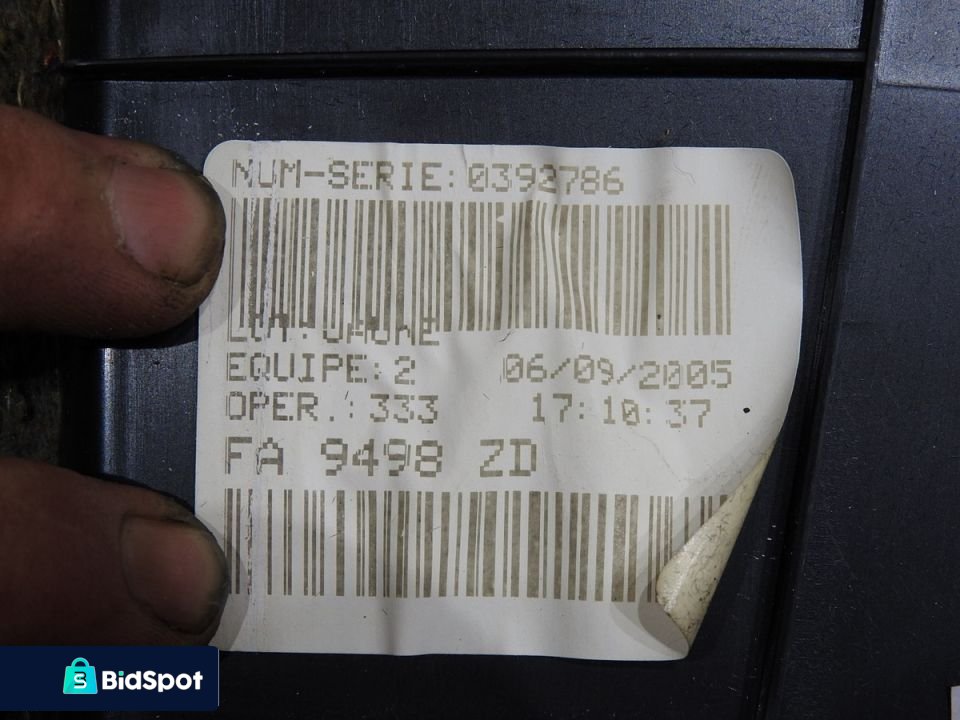 NUM-SERIE: 0392786
EQUIPE: 2 06/09/2005
OPER.: 333 17:10:37
FA 9498 ZD
BidSpot